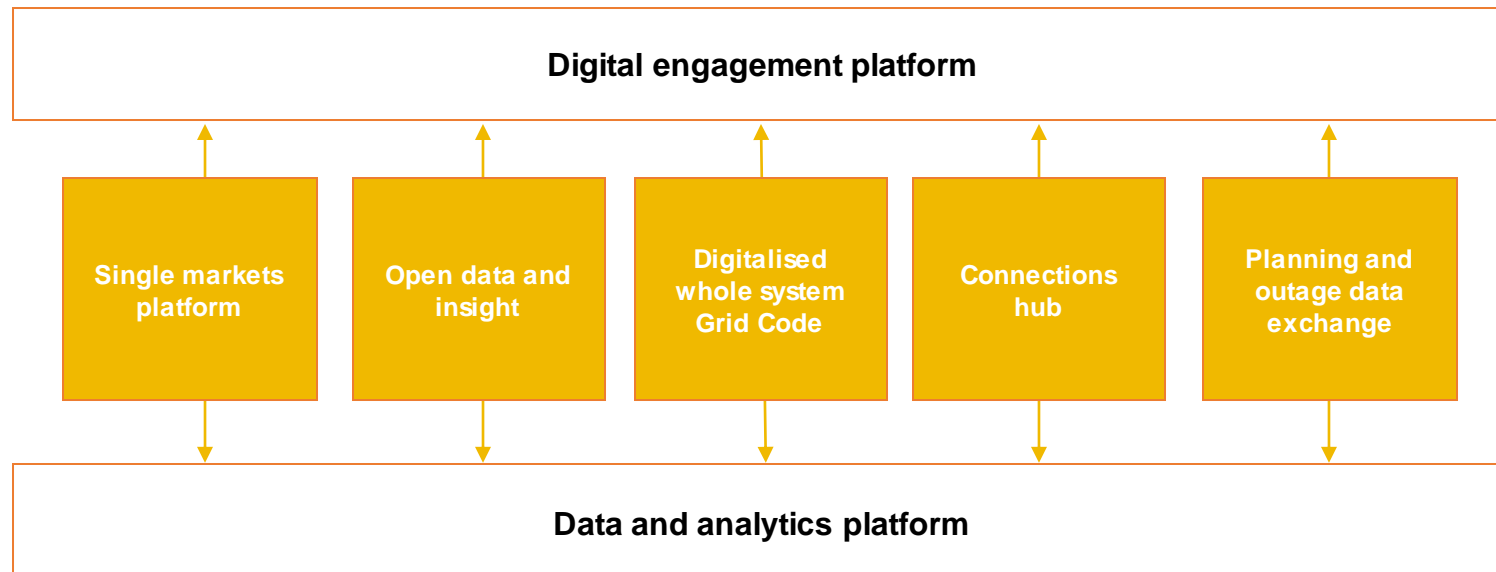 Digital engagement platform
Single markets
platform
Open data and
insight
Digitalised
whole system
Grid Code
Connections
hub
Planning and
outage data
exchange
Data and analytics platform